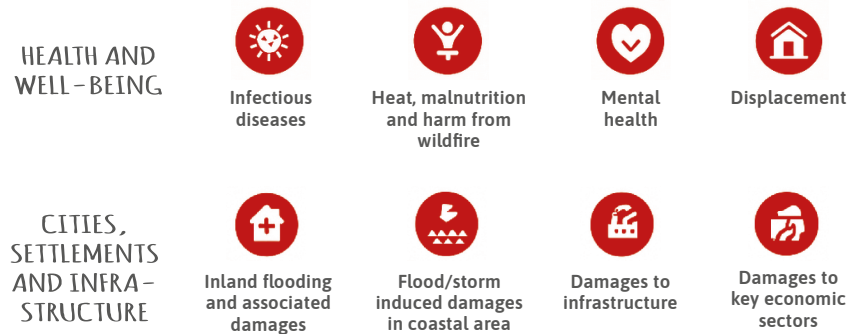 HEALTH AND
WELL-BEING
Infectious
diseases
Heat, malnutrition
and harm from
wildfire
Mental
health
Displacement
CITIES,
SETTLEMENTS
AND INFRA-
STRUCTURE
Inland flooding
and associated
damages
Flood/storm
induced damages
in coastal area
Damages to
infrastructure
Damages to
key economic
sectors